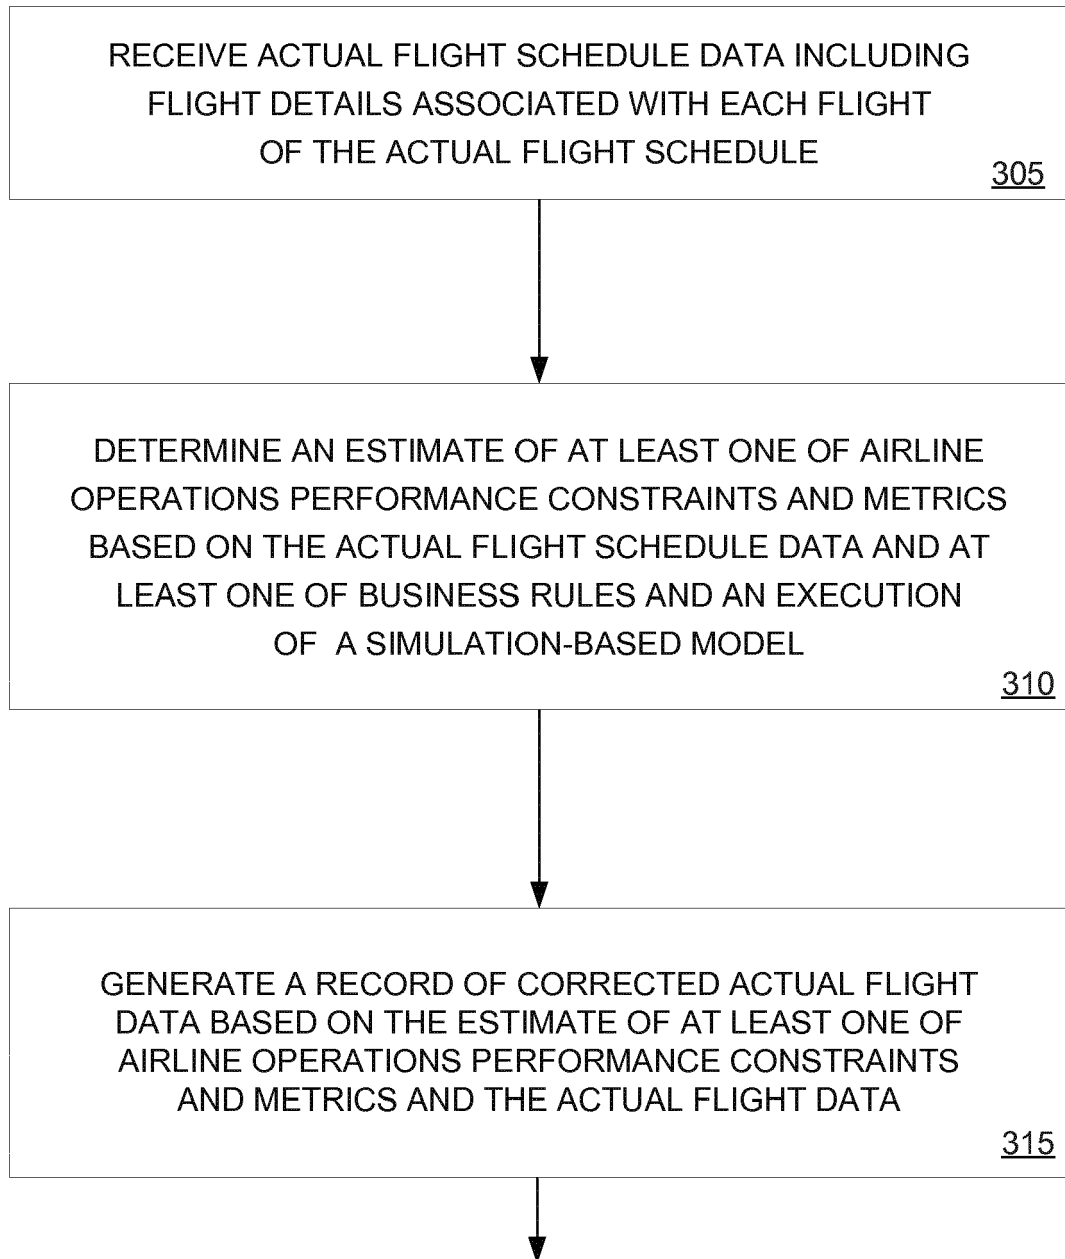 RECEIVE ACTUAL FLIGHT SCHEDULE DATA INCLUDING
FLIGHT DETAILS ASSOCIATED WITH EACH FLIGHT
OF THE ACTUAL FLIGHT SCHEDULE
305
DETERMINE AN ESTIMATE OF AT LEAST ONE OF AIRLINE
OPERATIONS PERFORMANCE CONSTRAINTS AND METRICS
BASED ON THE ACTUAL FLIGHT SCHEDULE DATA AND AT
LEAST ONE OF BUSINESS RULES AND AN EXECUTION
OF A SIMULATION-BASED MODEL
310
GENERATE A RECORD OF CORRECTED ACTUAL FLIGHT
DATA BASED ON THE ESTIMATE OF AT LEAST ONE OF
AIRLINE OPERATIONS PERFORMANCE CONSTRAINTS
AND METRICS AND THE ACTUAL FLIGHT DATA
315